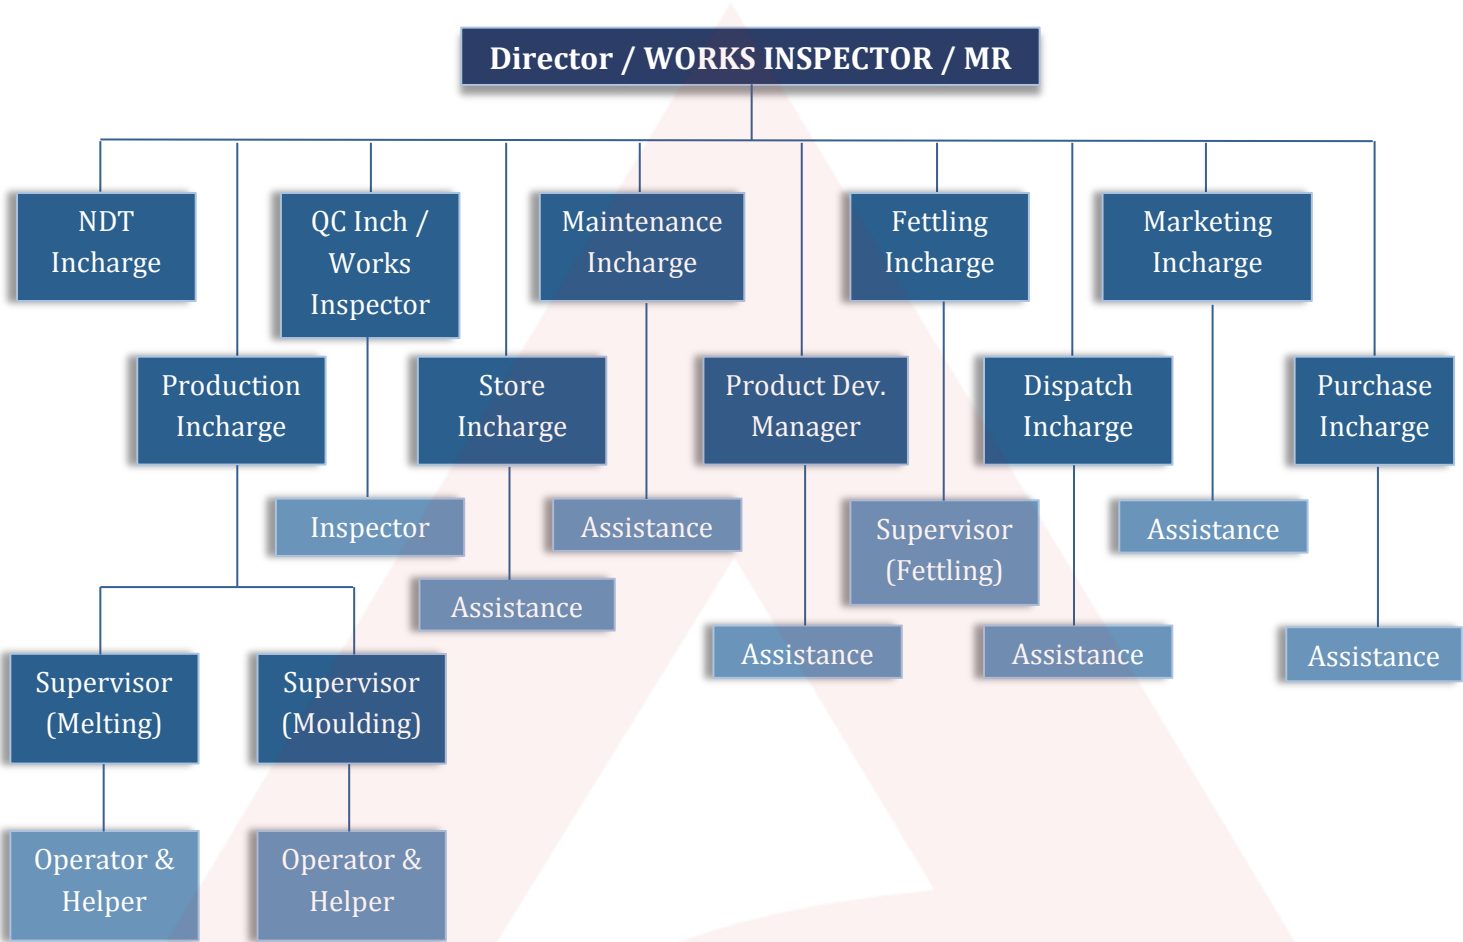 Director / WORKS INSPECTOR / MR
NDT
Incharge
QC Inch /
Works
Inspector
Maintenance
Incharge
Fettling
Incharge
Marketing
Incharge
Production
Incharge
Store
Incharge
Product Dev.
Manager
Dispatch
Incharge
Purchase
Incharge
Inspector
Assistance
Supervisor
(Fettling)
Assistance
Assistance
Assistance
Assistance
Assistance
Supervisor
(Melting)
Supervisor
(Moulding)
Operator &
Helper
Operator &
Helper